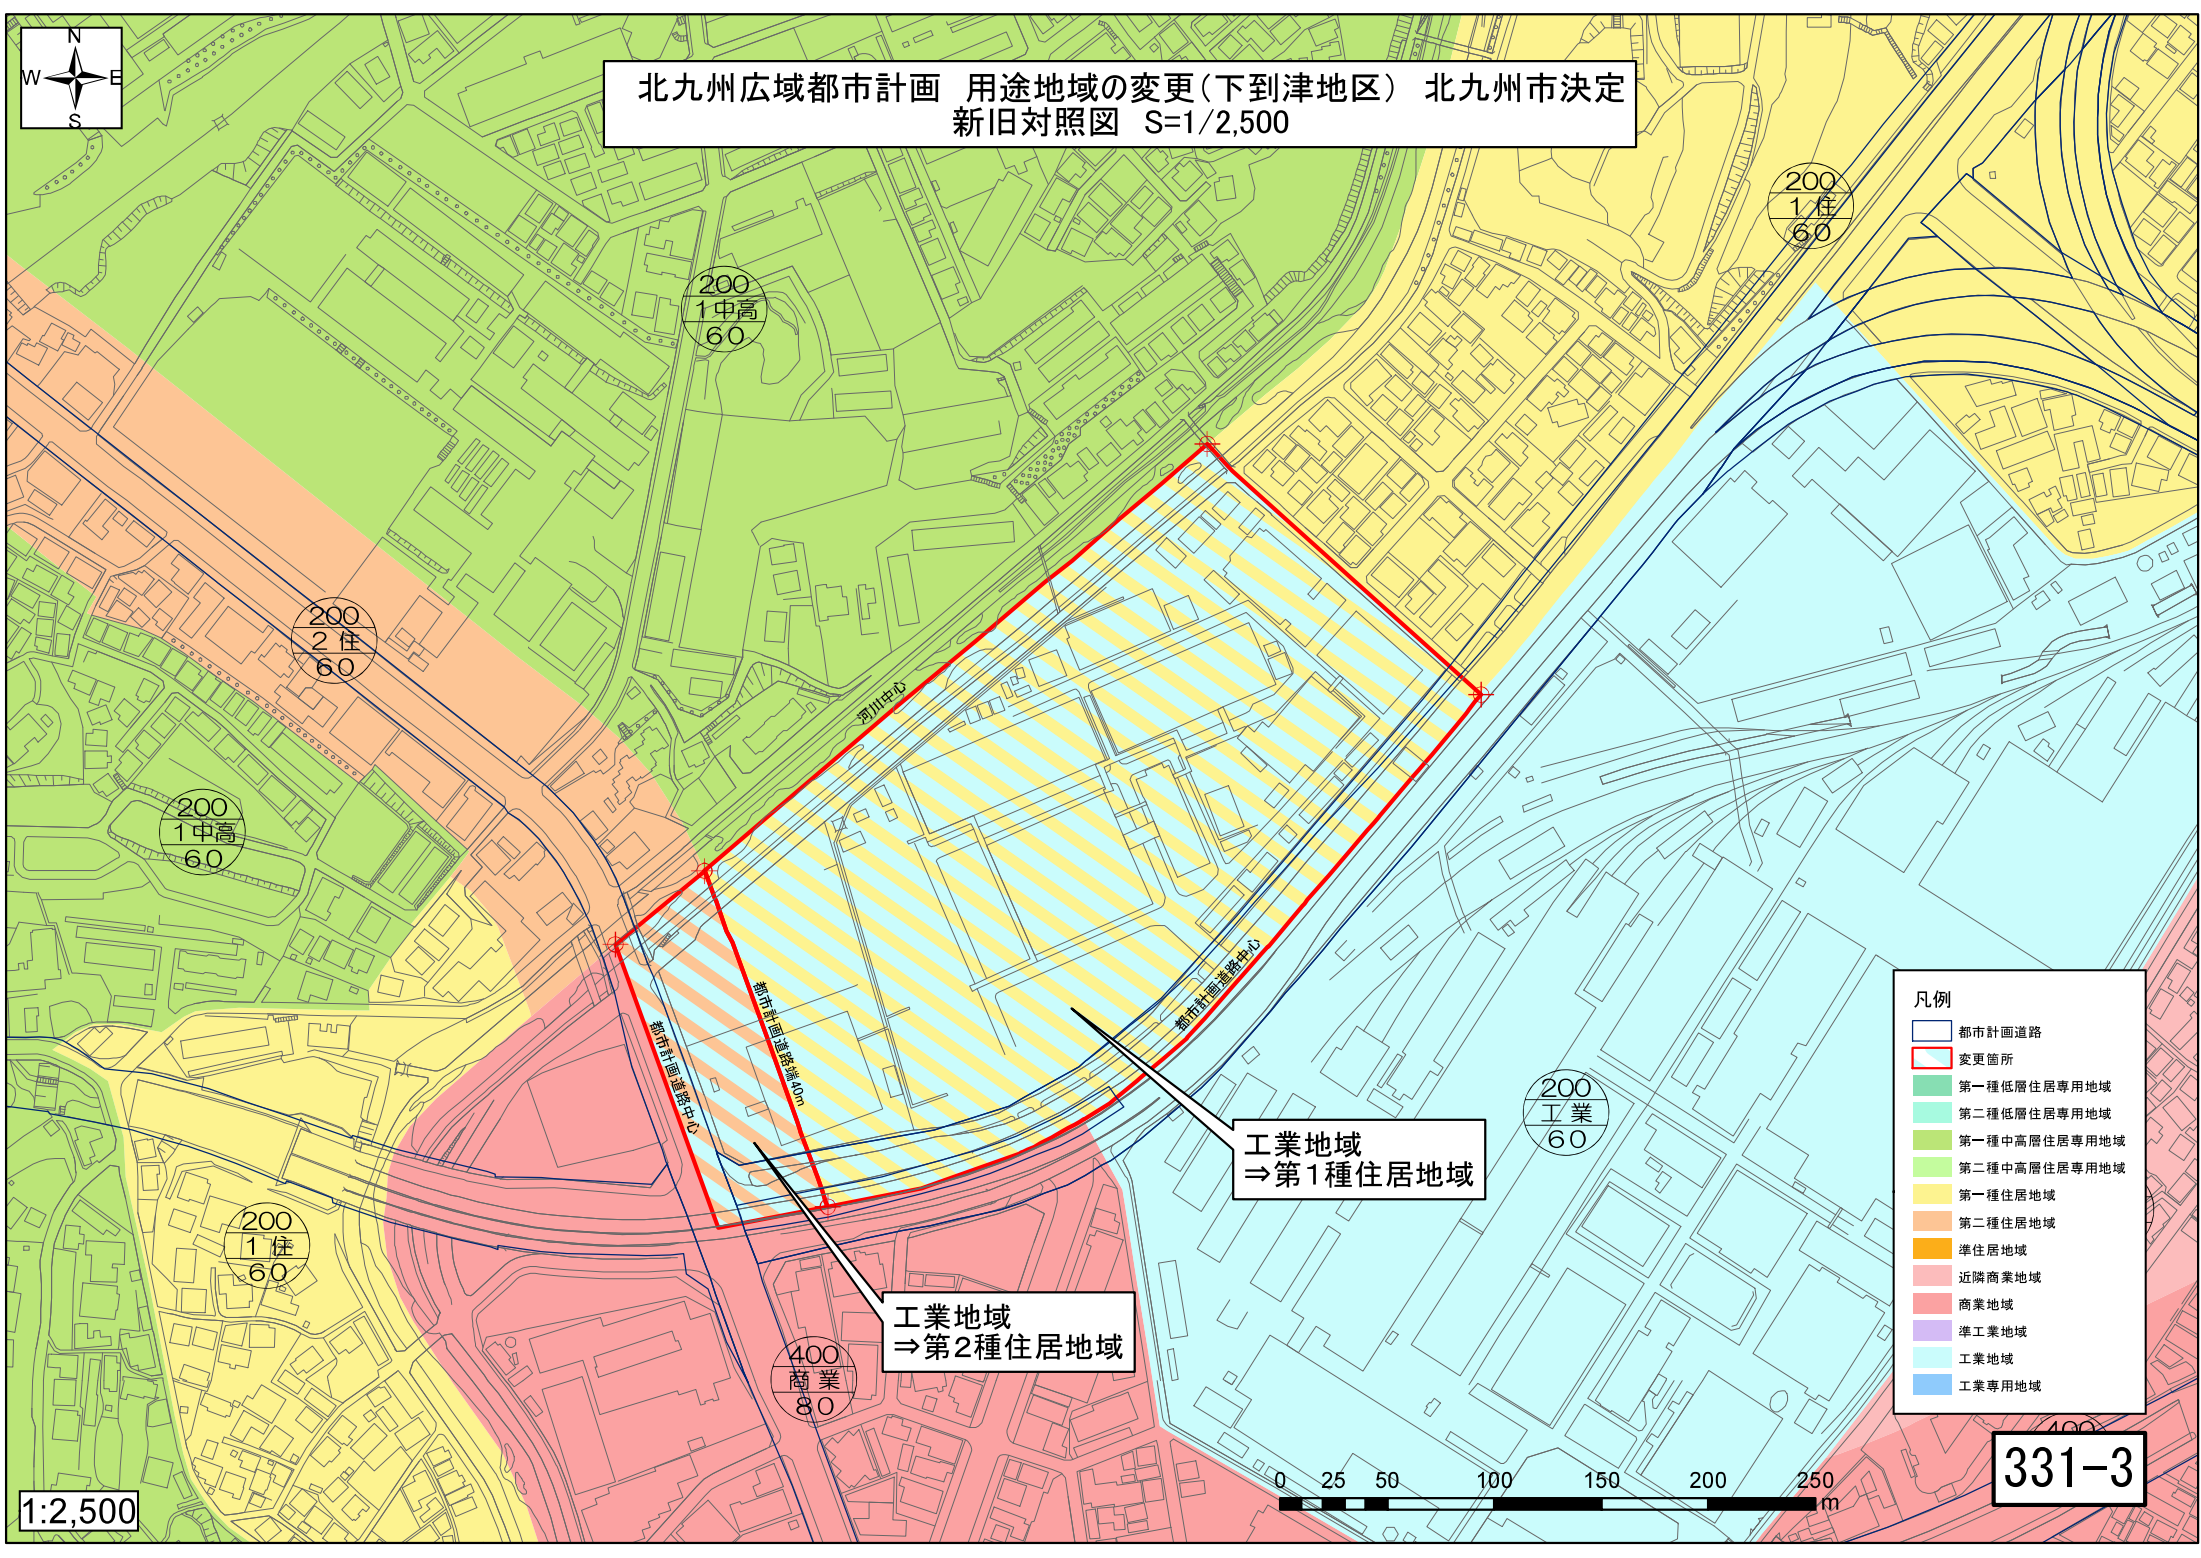 N
W E
S
北九州広域都市計画 用途地域の変更(下到津地区) 北九州市決定
新旧対照図 S=1/2,500
200
1住
60
200
1中高
60
200
2住
60
河川中心
200
1中高
60
都市計画道路中心
都市計画道路端40m
都市計画道路中心
工業地域
⇒第1種住居地域
200
工業
60
200
1住
60
工業地域
⇒第2種住居地域
400
商業
80
凡例
都市計画道路
変更箇所
第一種低層住居専用地域
第二種低層住居専用地域
第一種中高層住居専用地域
第二種中高層住居専用地域
第一種住居地域
第二種住居地域
準住居地域
近隣商業地域
商業地域
準工業地域
工業地域
工業専用地域
400
331-3
0 25 50 100 150 200 250
m
1:2,500